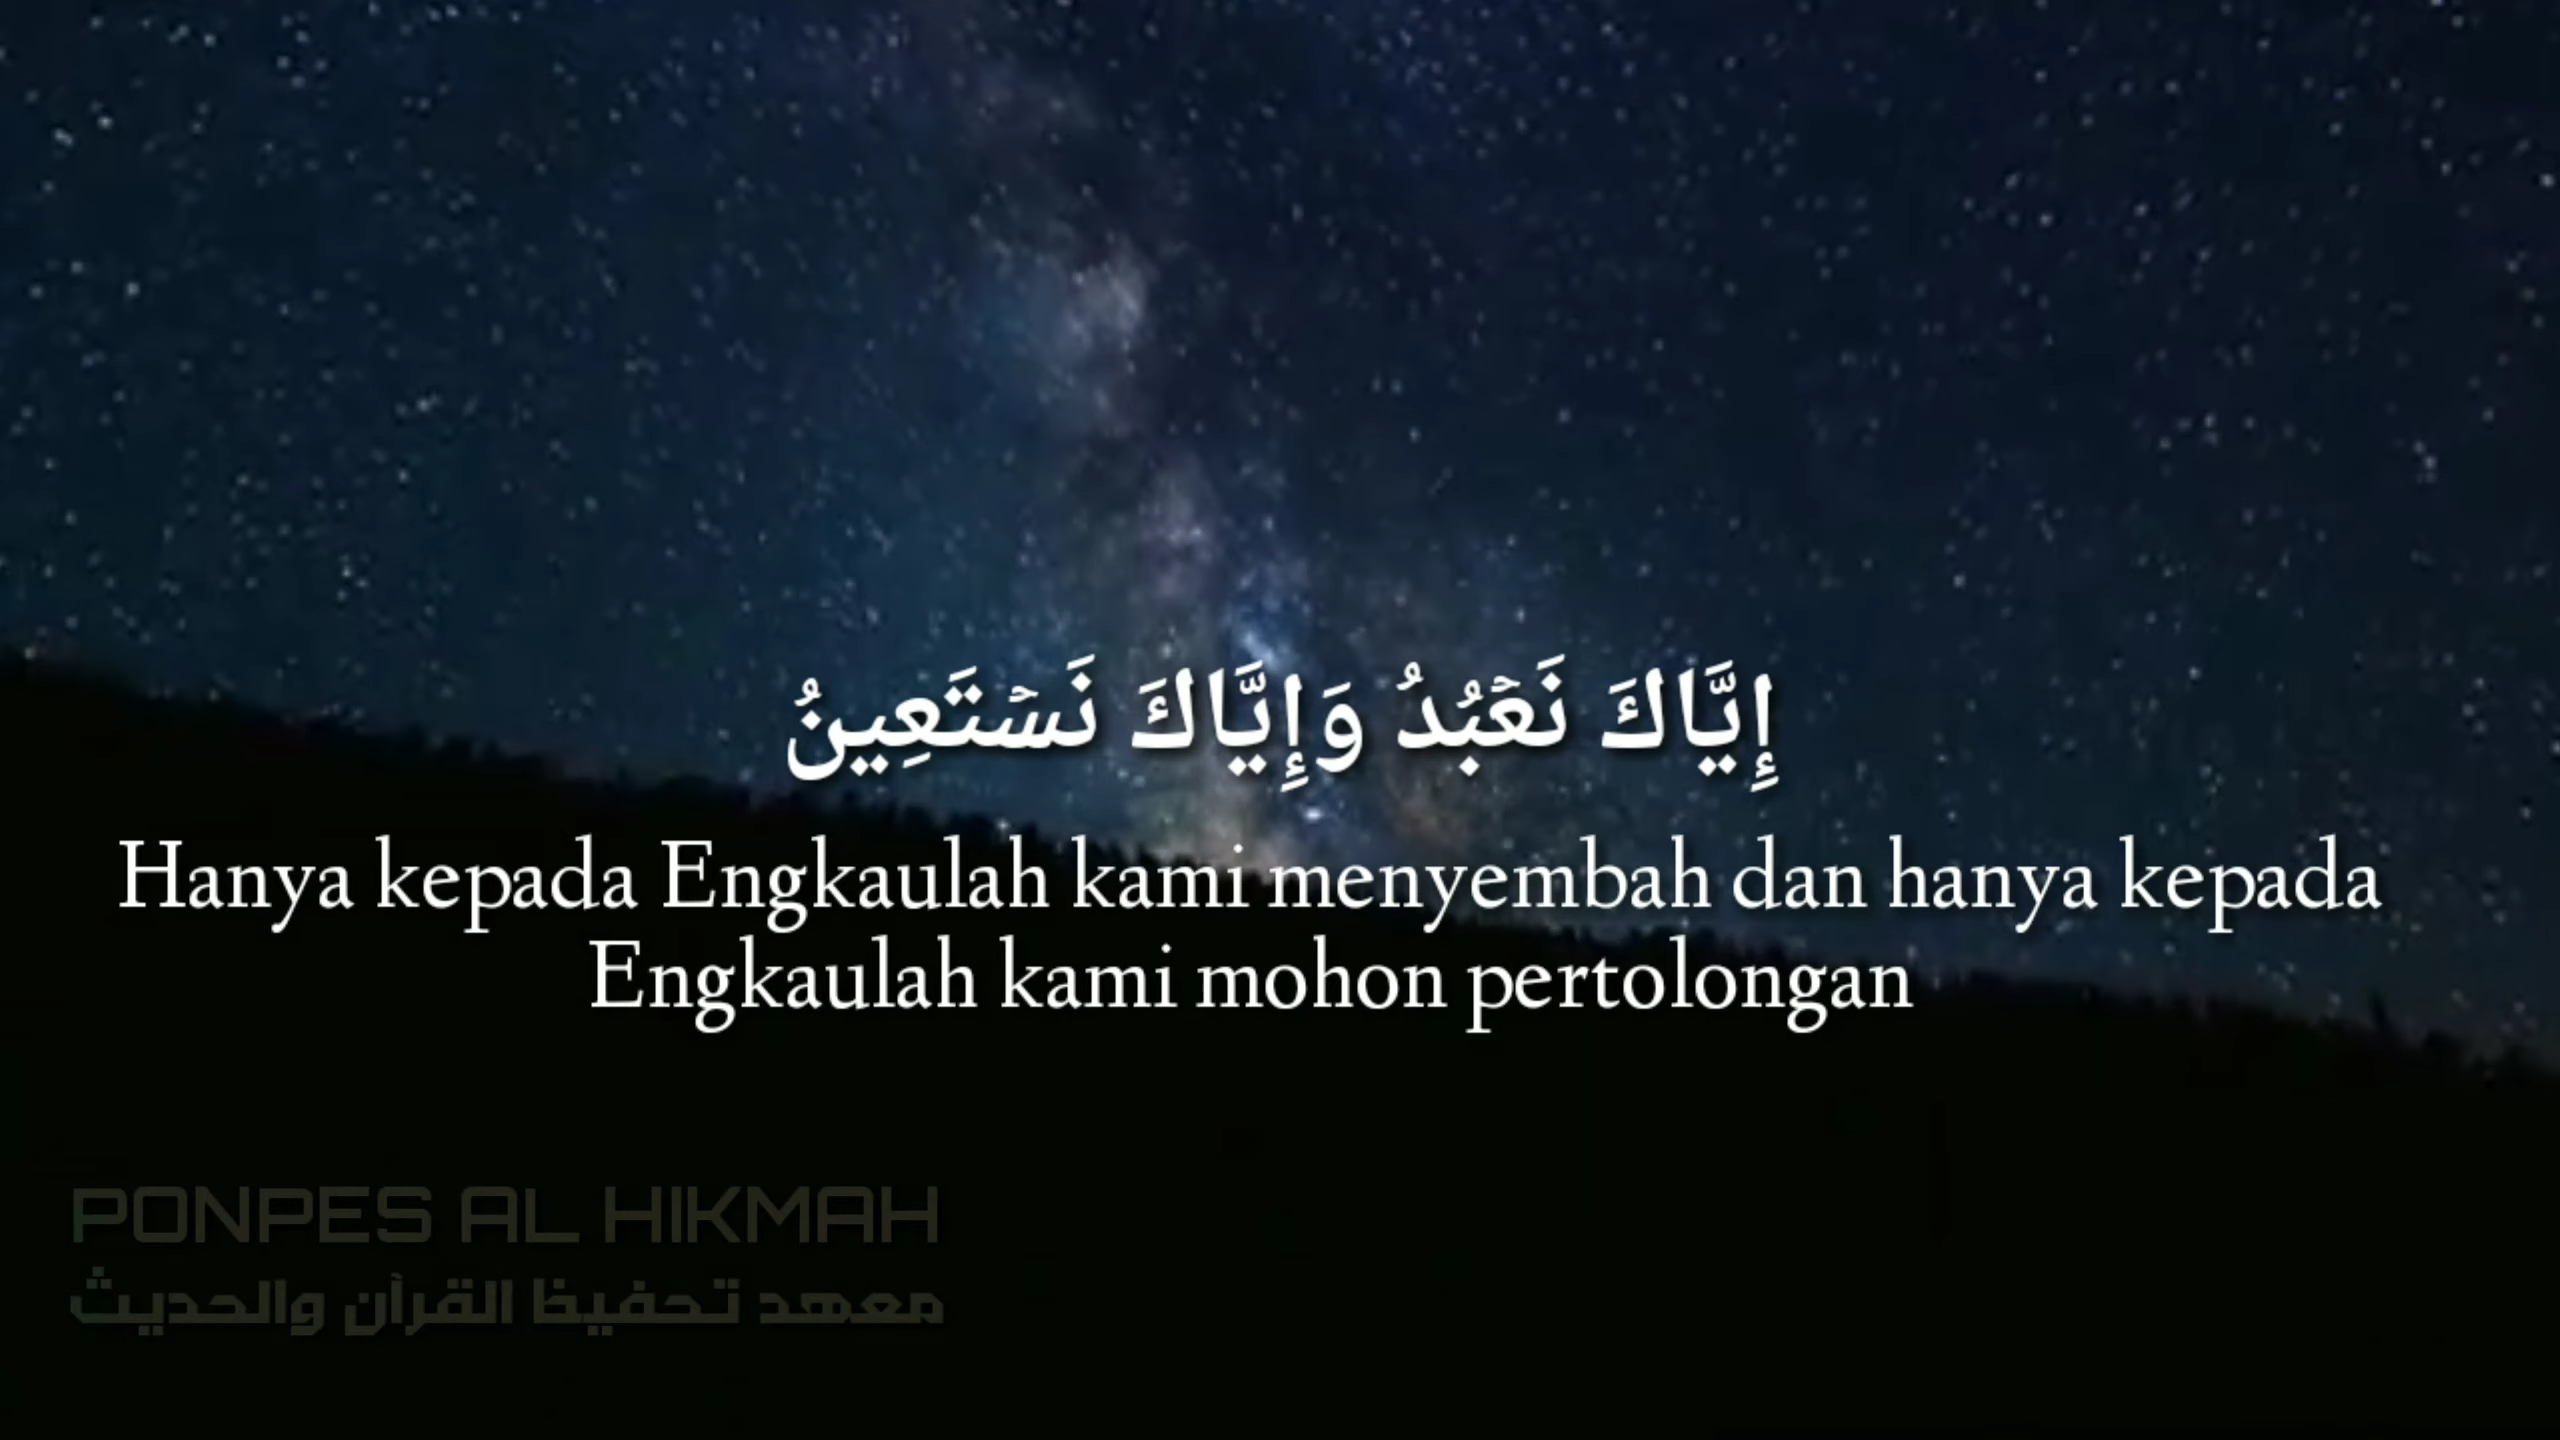 إِيَّاكَ نَعۡبُدُ وَإِيَّاكَ نَسۡتَعِينُ
Hanya kepada Engkaulah kami menyembah dan hanya kepada
Engkaulah kami mohon pertolongan
PONPES AL HIKMAH
معهد تحفيظ القرآن والحديث